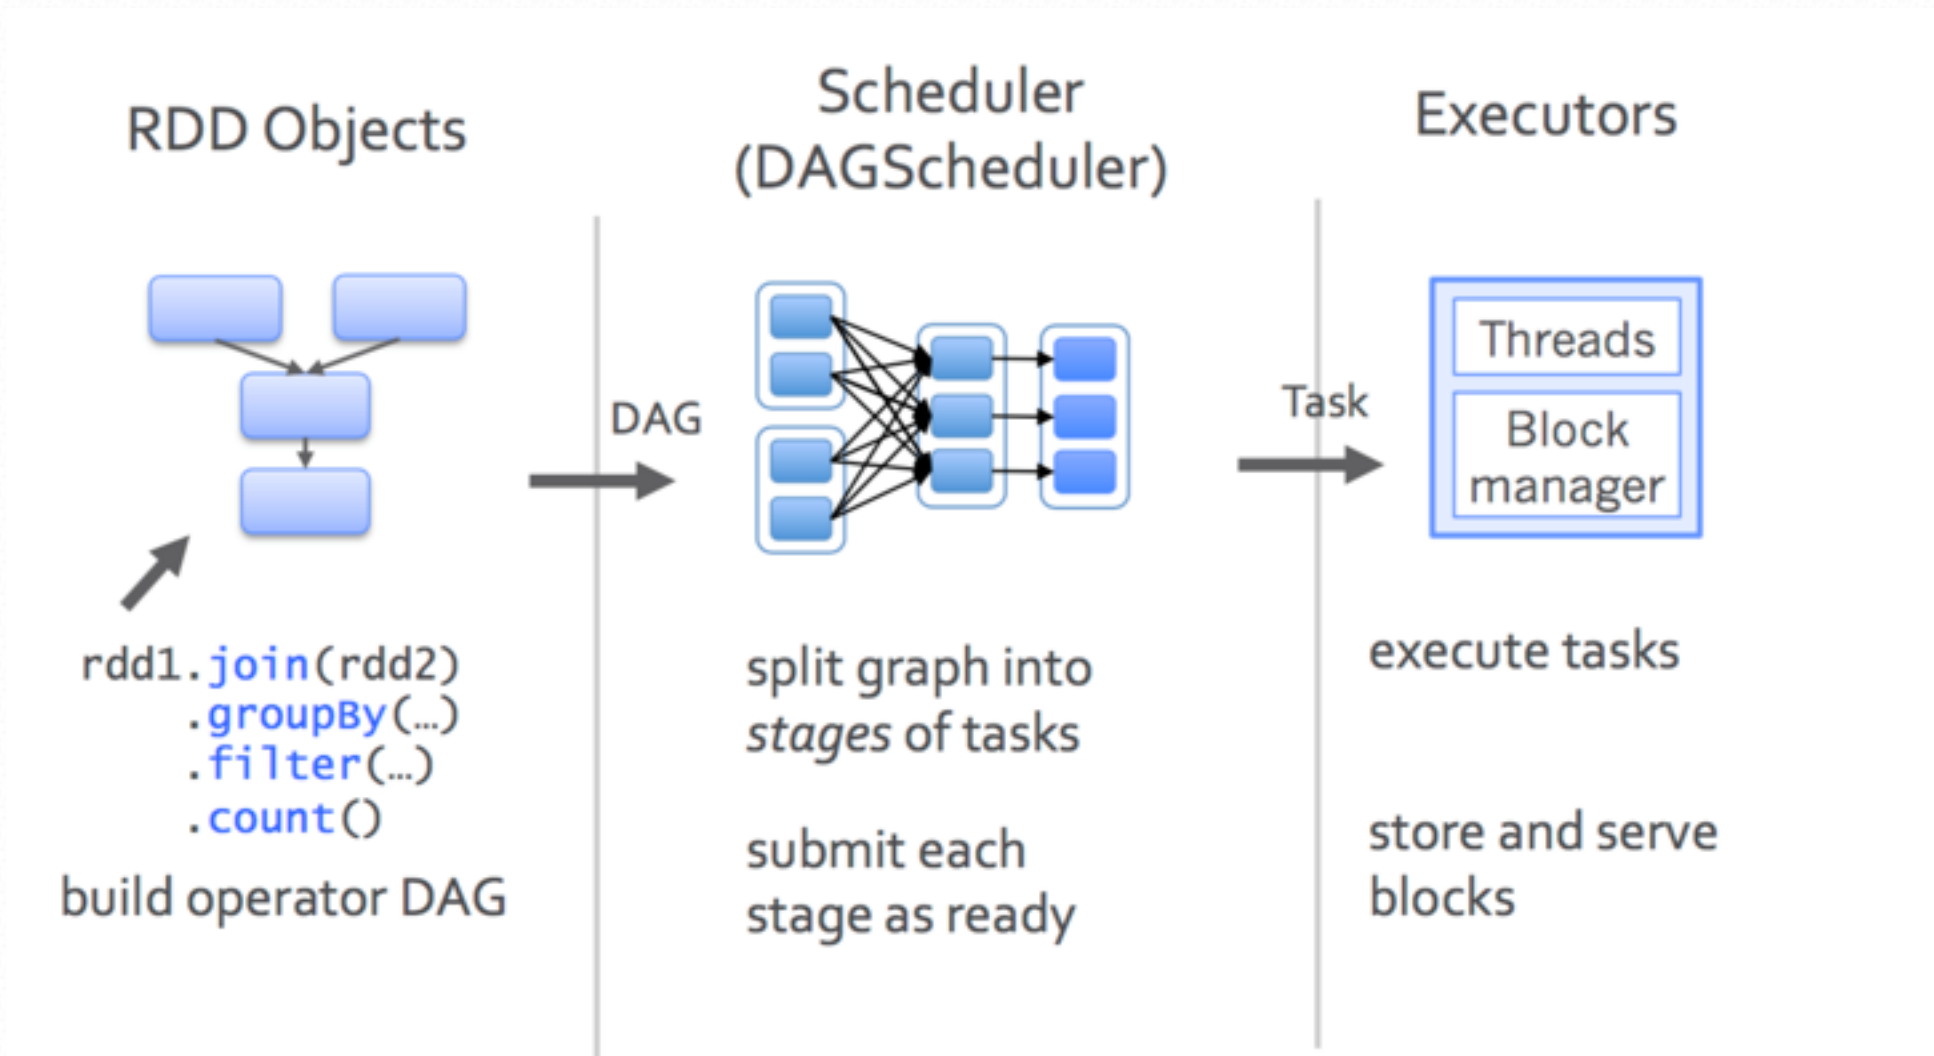 RDD Objects
rdd1.join(rdd2)
.groupBy(…)
.filter(…)
.count()
build operator DAG
DAG
Scheduler
(DAGScheduler)
split graph into
stages of tasks
submit each
stage as ready
Task
Executors
Threads
Block
manager
execute tasks
store and serve
blocks